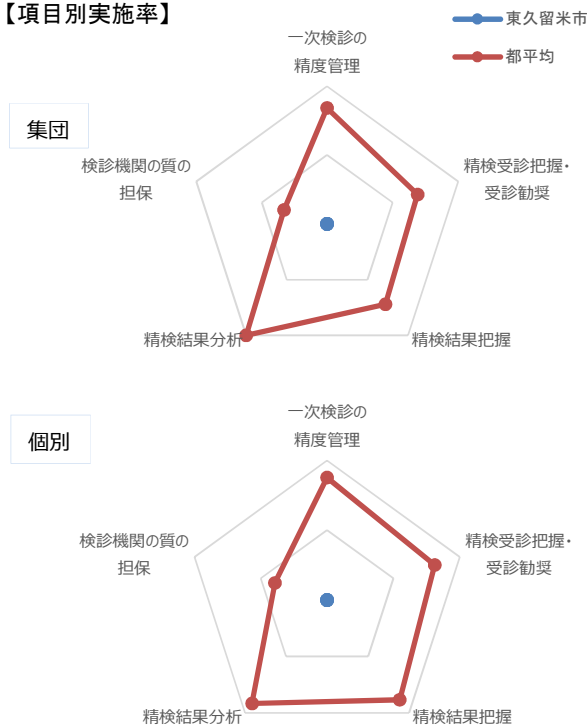 【項目別実施率】
東久留米市
都平均
集団
一次検診の
精度管理
精検受診把握・
受診勧奨
精検結果把握
精検結果分析
検診機関の質の
担保
個別
一次検診の
精度管理
精検受診把握・
受診勧奨
精検結果把握
精検結果分析
検診機関の質の
担保